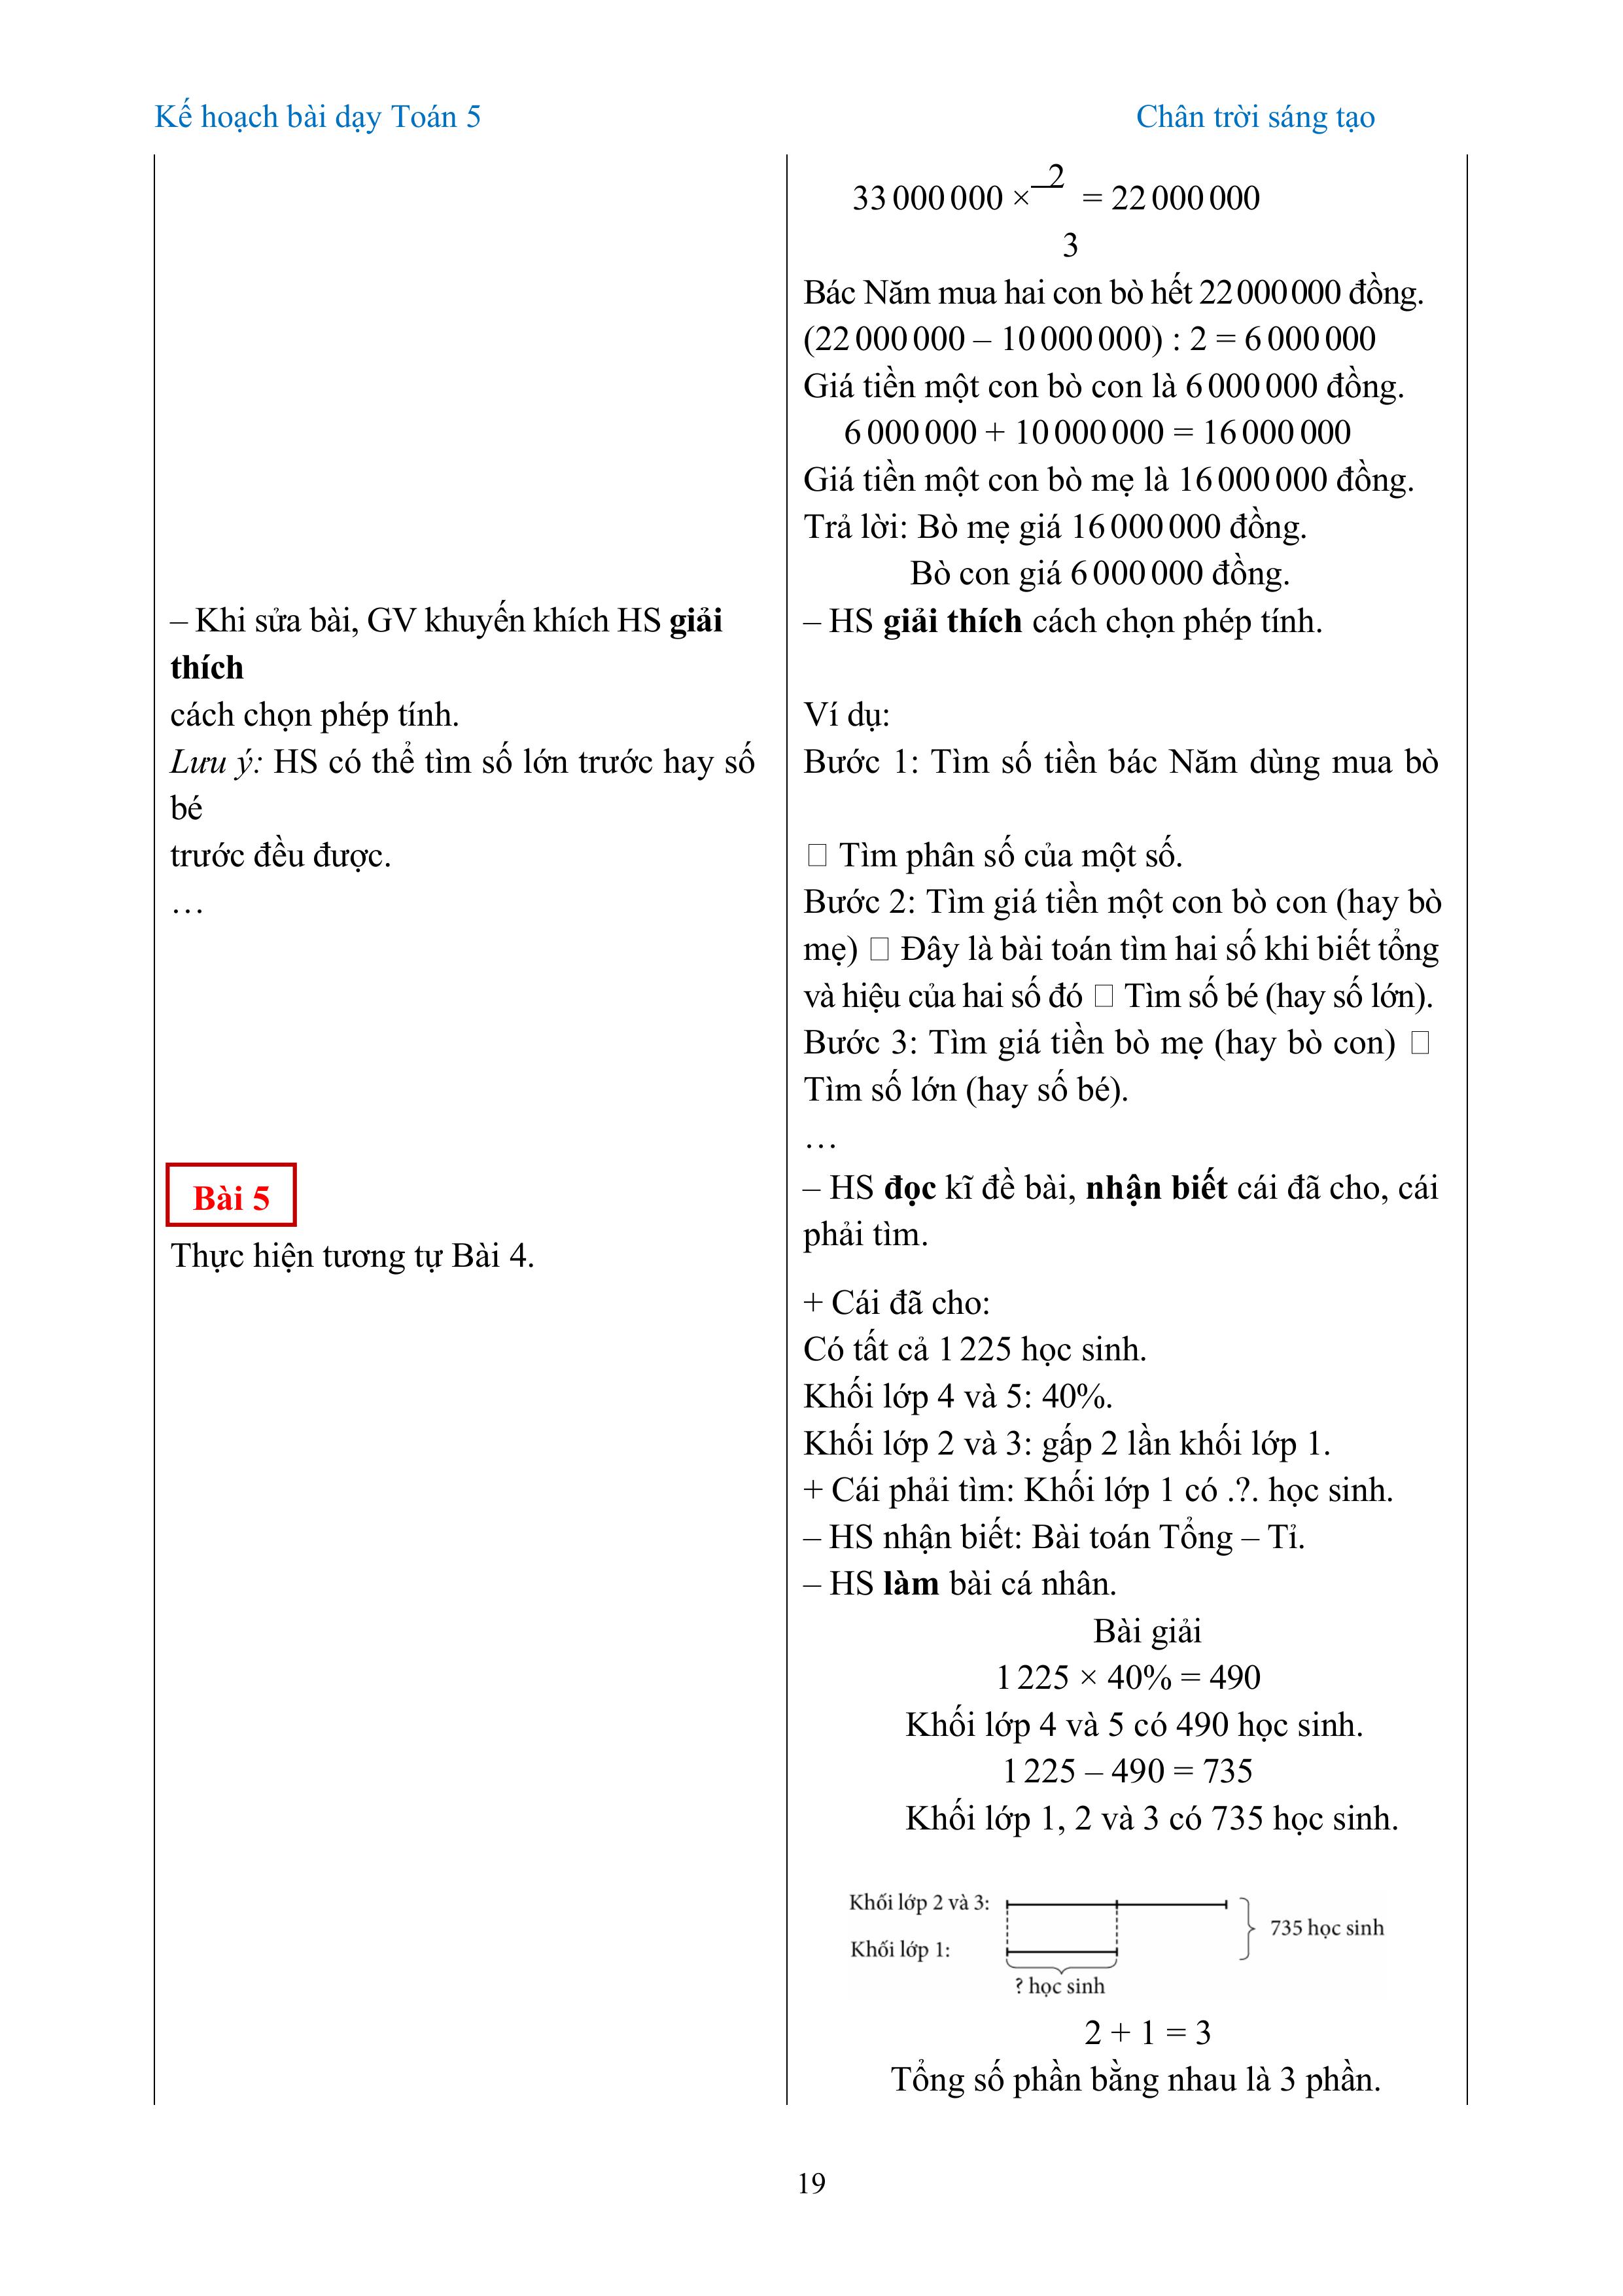 Kế hoạch bài dạy Toán 5
Chân trời sáng tạo
– Khi sửa bài, GV khuyến khích HS giải
thích
cách chọn phép tính.
Lưu ý: HS có thể tìm số lớn trước hay số
bé
trước đều được.
…
Bài 5
Thực hiện tương tự Bài 4.
33 000 000 × 2/3 = 22 000 000
Bác Năm mua hai con bò hết 22 000 000 đồng.
(22 000 000 – 10 000 000) : 2 = 6 000 000
Giá tiền một con bò con là 6 000 000 đồng.
6 000 000 + 10 000 000 = 16 000 000
Giá tiền một con bò mẹ là 16 000 000 đồng.
Trả lời: Bò mẹ giá 16 000 000 đồng.
Bò con giá 6 000 000 đồng.
– HS giải thích cách chọn phép tính.
Ví dụ:
Bước 1: Tìm số tiền bác Năm dùng mua bò
□ Tìm phân số của một số.
Bước 2: Tìm giá tiền một con bò con (hay bò
mẹ) □ Đây là bài toán tìm hai số khi biết tổng
và hiệu của hai số đó □ Tìm số bé (hay số lớn).
Bước 3: Tìm giá tiền bò mẹ (hay bò con) □
Tìm số lớn (hay số bé).
…
– HS đọc kĩ đề bài, nhận biết cái đã cho, cái
phải tìm.
+ Cái đã cho:
Có tất cả 1 225 học sinh.
Khối lớp 4 và 5: 40%.
Khối lớp 2 và 3: gấp 2 lần khối lớp 1.
+ Cái phải tìm: Khối lớp 1 có .?. học sinh.
– HS nhận biết: Bài toán Tổng – Tỉ.
– HS làm bài cá nhân.
Bài giải
1 225 × 40% = 490
Khối lớp 4 và 5 có 490 học sinh.
1 225 – 490 = 735
Khối lớp 1, 2 và 3 có 735 học sinh.
Khối lớp 2 và 3:
735 học sinh
Khối lớp 1:
? học sinh
2 + 1 = 3
Tổng số phần bằng nhau là 3 phần.
19